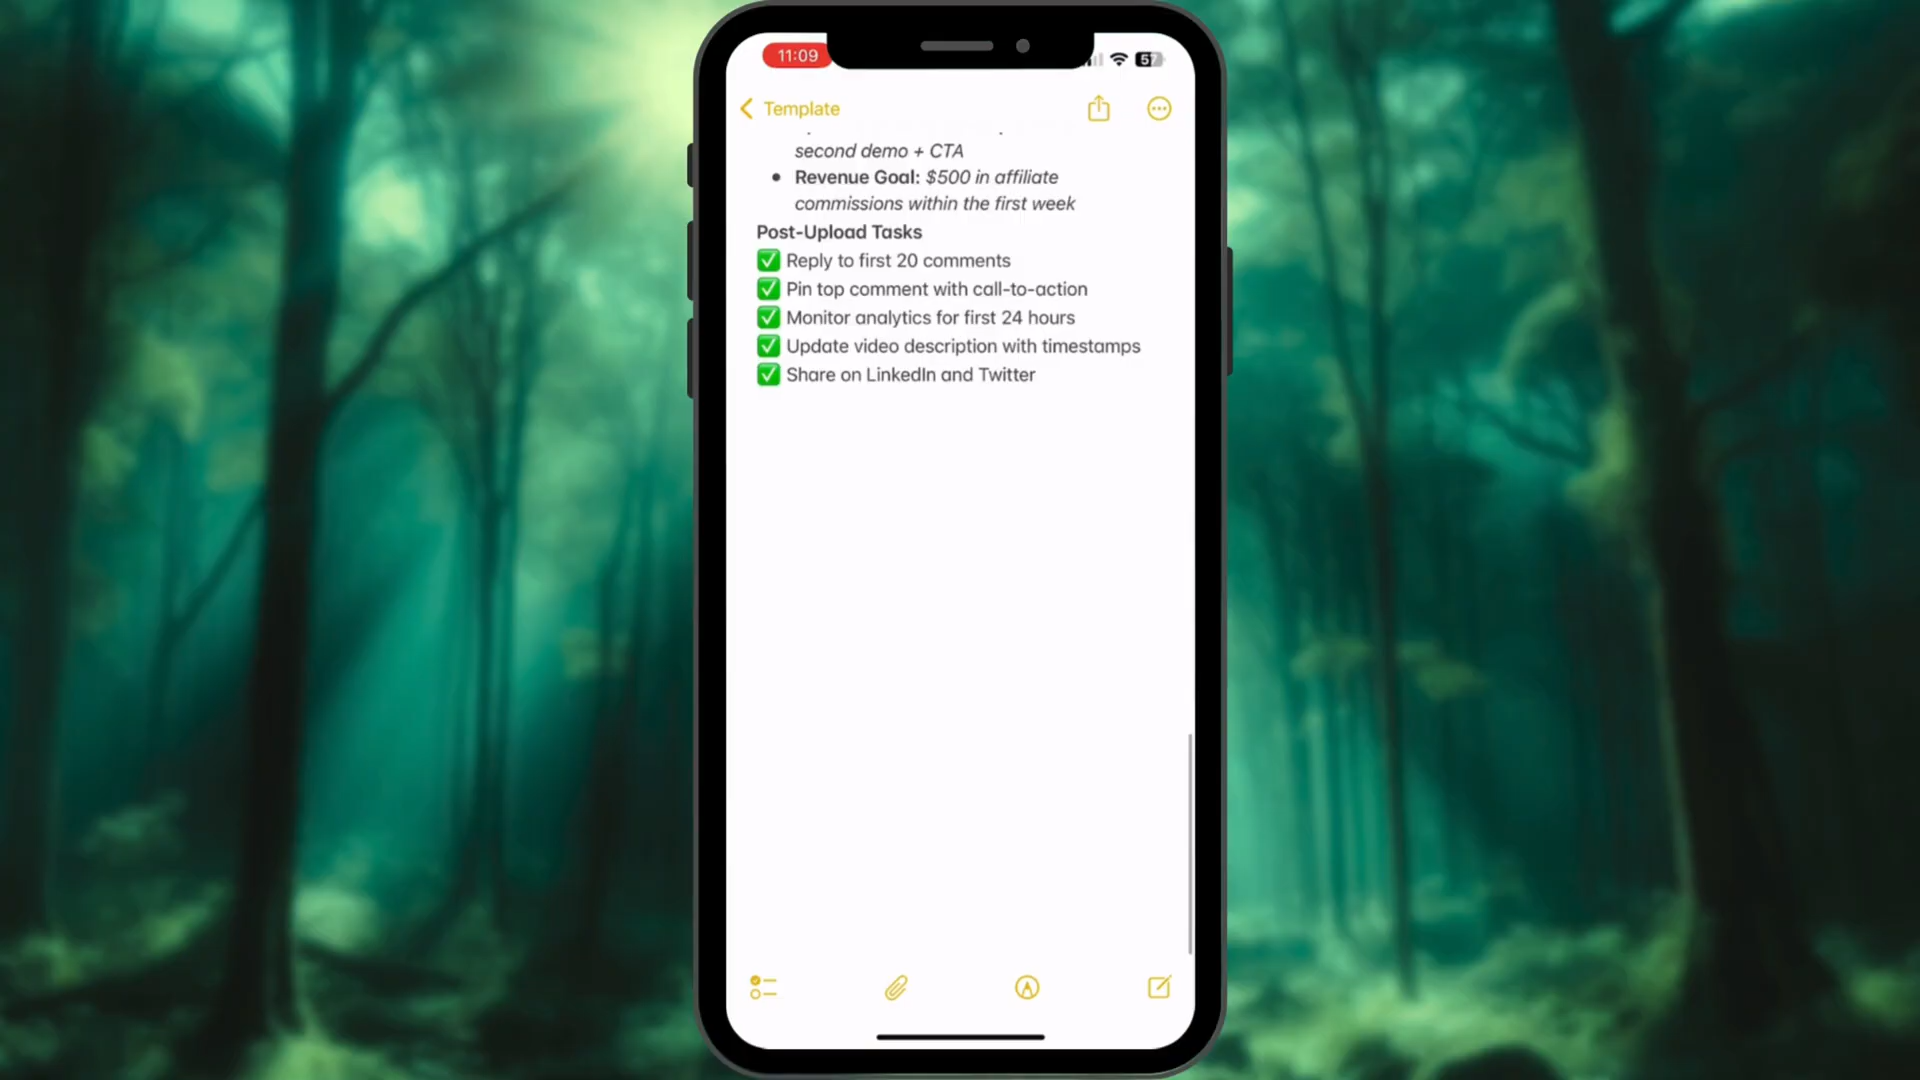 11:09
57
Template
second demo + CTA
• Revenue Goal: $500 in affiliate
commissions within the first week
Post-Upload Tasks
✅ Reply to first 20 comments
✅ Pin top comment with call-to-action
✅ Monitor analytics for first 24 hours
✅ Update video description with timestamps
✅ Share on LinkedIn and Twitter